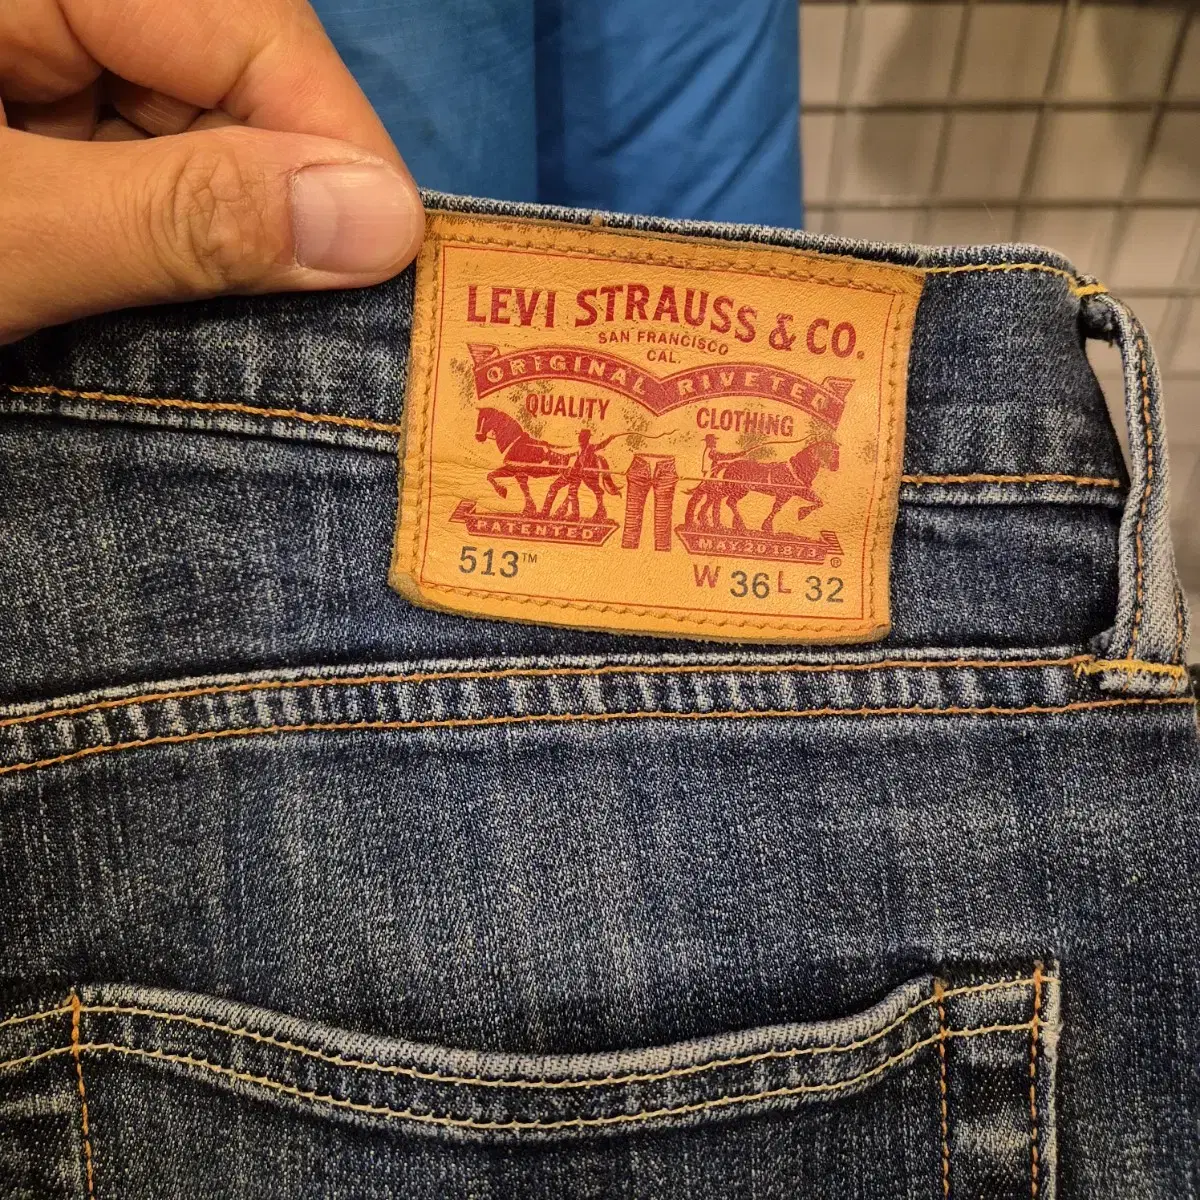 LEVI STRAUSS & CO.
SAN FRANCISCO
CAL.
ORIGINAL RIVETED
QUALITY CLOTHING
PATENTED MAY 20 1873 ®
513™ W 36 L 32